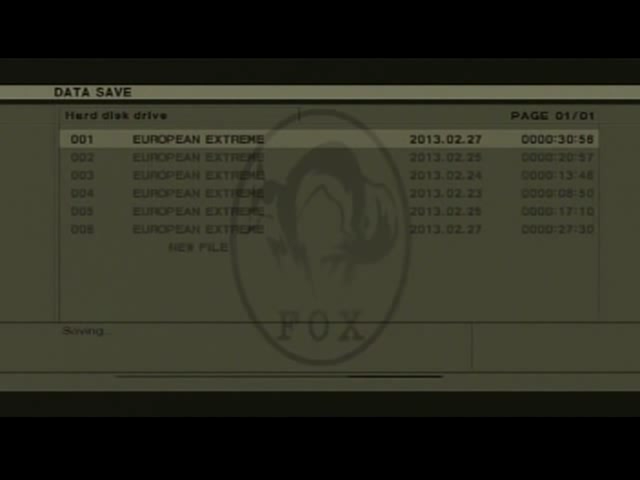 DATA SAVE
Hard disk drive PAGE 01/01
001 EUROPEAN EXTREME 2013.02.27 0000:30:58
002 EUROPEAN EXTREME 2013.02.25 0000:20:57
003 EUROPEAN EXTREME 2013.02.24 0000:13:48
004 EUROPEAN EXTREME 2013.02.23 0000:08:50
005 EUROPEAN EXTREME 2013.02.25 0000:17:10
006 EUROPEAN EXTREME 2013.02.27 0000:27:30
NEW FILE
FOX
Saving...